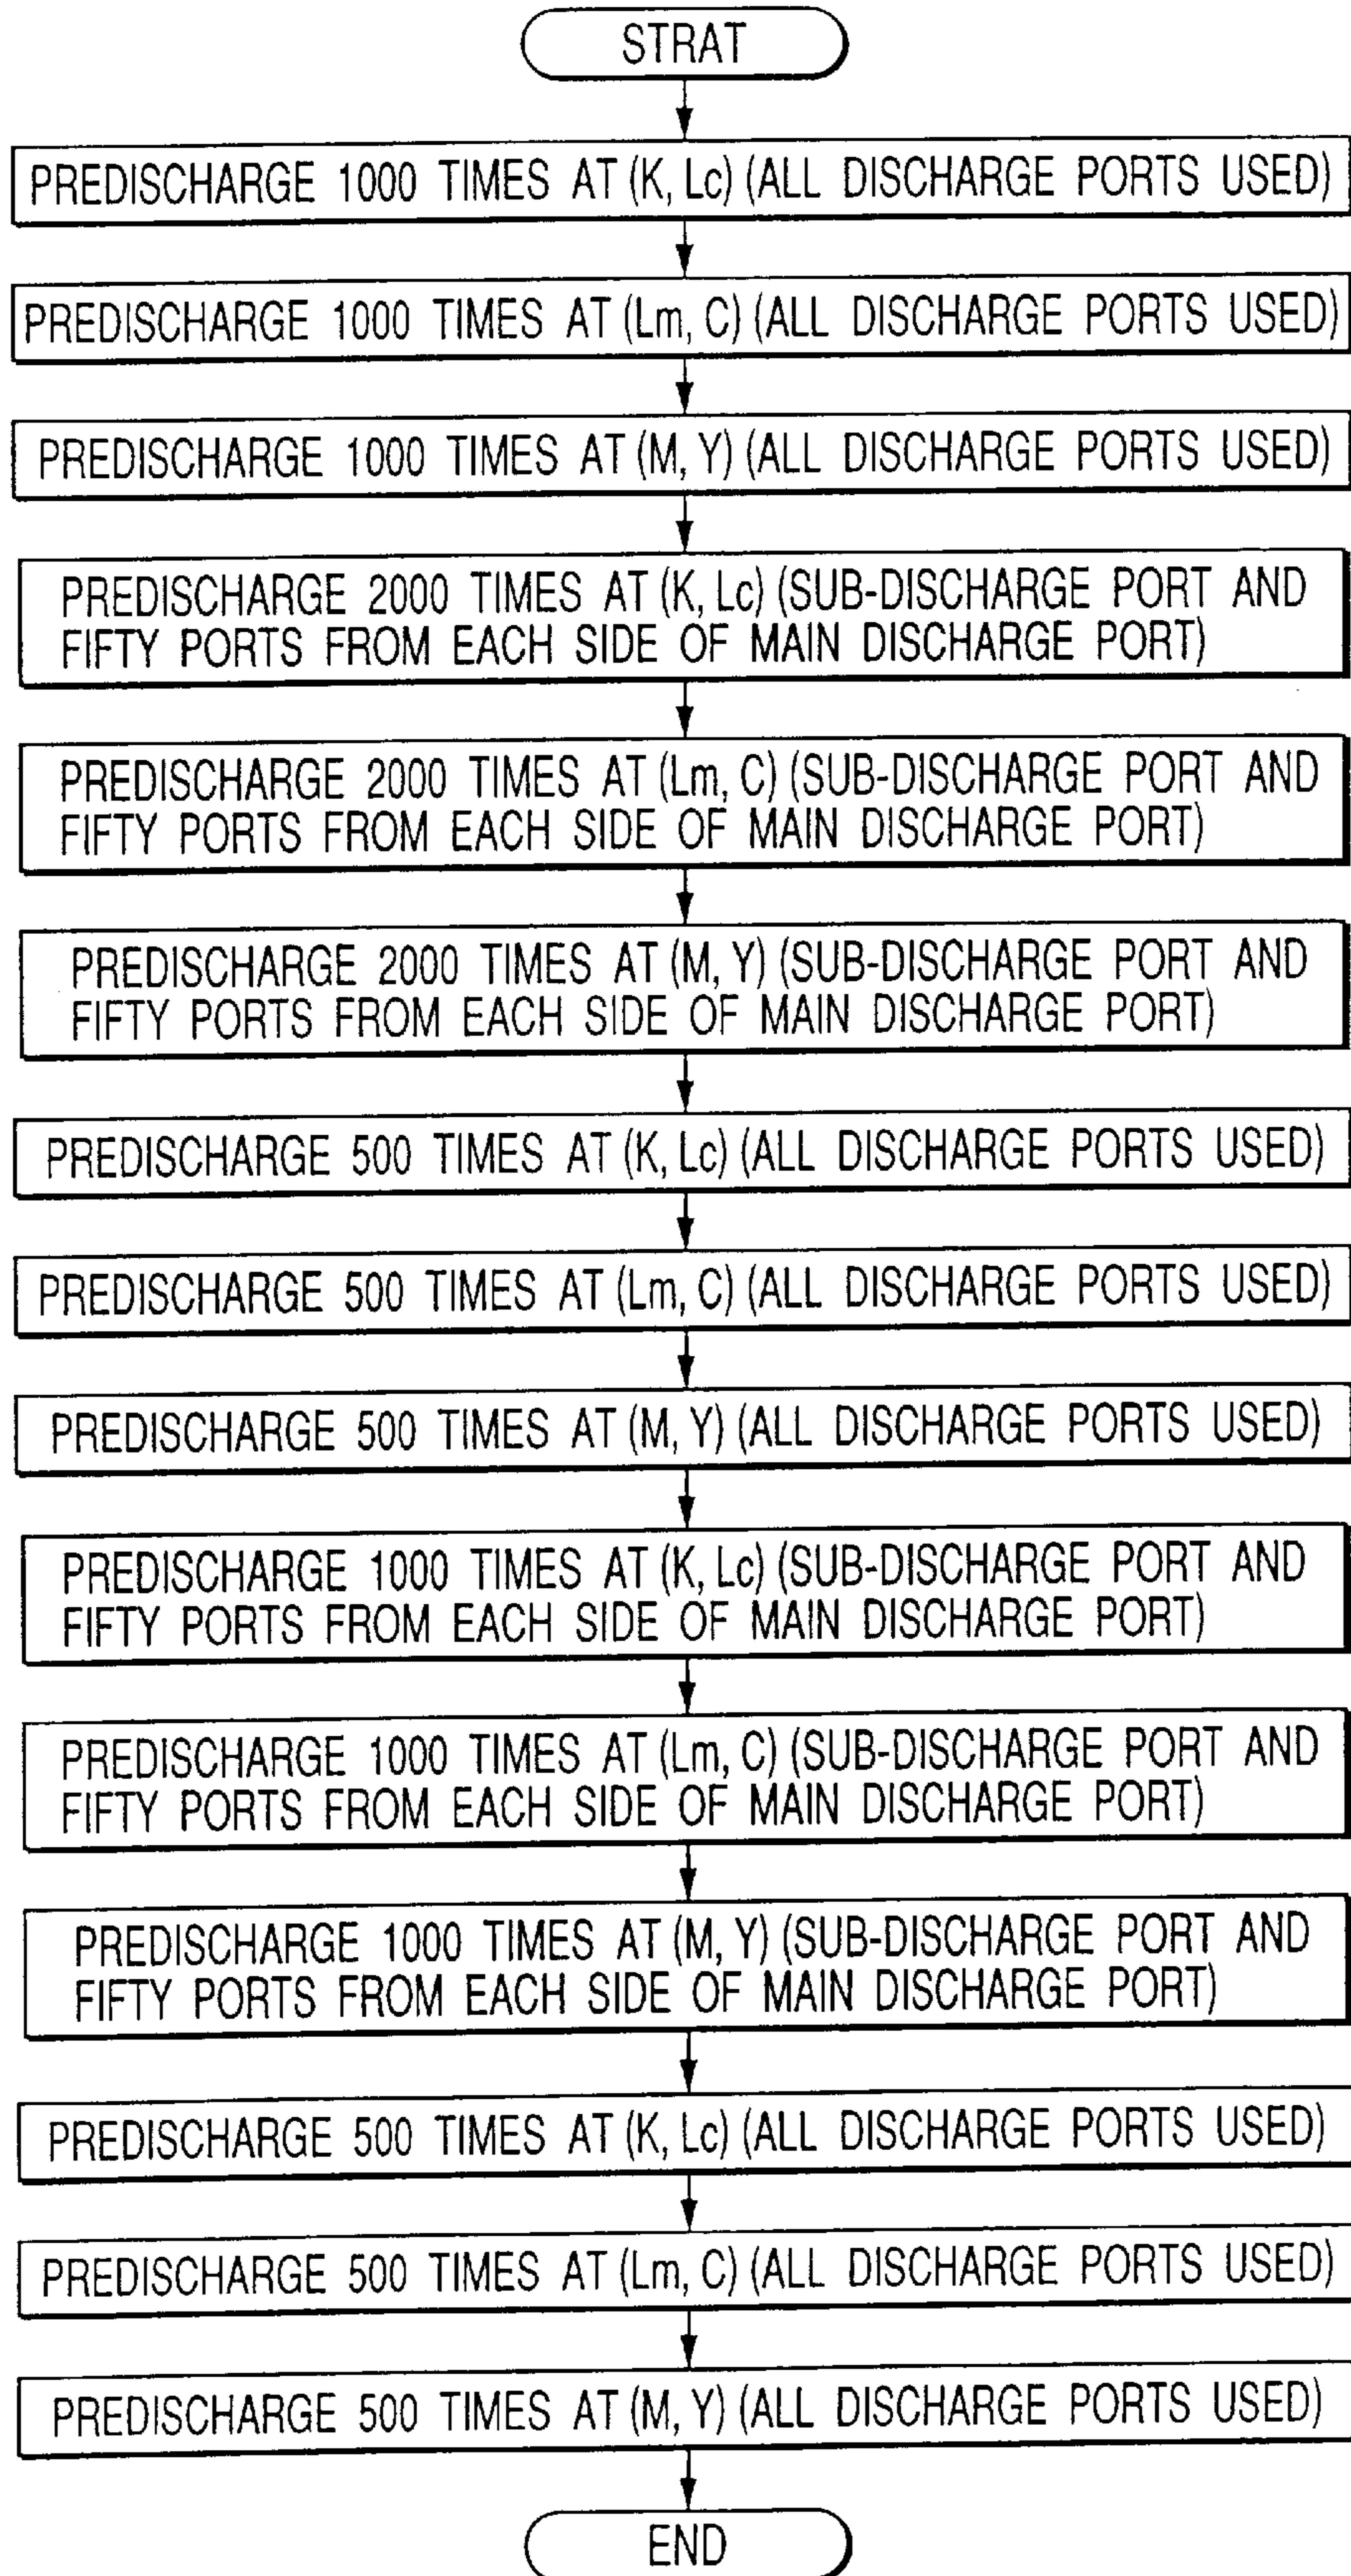 STRAT
PREDISCHARGE 1000 TIMES AT (K, Lc) (ALL DISCHARGE PORTS USED)
PREDISCHARGE 1000 TIMES AT (Lm, C) (ALL DISCHARGE PORTS USED)
PREDISCHARGE 1000 TIMES AT (M, Y) (ALL DISCHARGE PORTS USED)
PREDISCHARGE 2000 TIMES AT (K, Lc) (SUB-DISCHARGE PORT AND
FIFTY PORTS FROM EACH SIDE OF MAIN DISCHARGE PORT)
PREDISCHARGE 2000 TIMES AT (Lm, C) (SUB-DISCHARGE PORT AND
FIFTY PORTS FROM EACH SIDE OF MAIN DISCHARGE PORT)
PREDISCHARGE 2000 TIMES AT (M, Y) (SUB-DISCHARGE PORT AND
FIFTY PORTS FROM EACH SIDE OF MAIN DISCHARGE PORT)
PREDISCHARGE 500 TIMES AT (K, Lc) (ALL DISCHARGE PORTS USED)
PREDISCHARGE 500 TIMES AT (Lm, C) (ALL DISCHARGE PORTS USED)
PREDISCHARGE 500 TIMES AT (M, Y) (ALL DISCHARGE PORTS USED)
PREDISCHARGE 1000 TIMES AT (K, Lc) (SUB-DISCHARGE PORT AND
FIFTY PORTS FROM EACH SIDE OF MAIN DISCHARGE PORT)
PREDISCHARGE 1000 TIMES AT (Lm, C) (SUB-DISCHARGE PORT AND
FIFTY PORTS FROM EACH SIDE OF MAIN DISCHARGE PORT)
PREDISCHARGE 1000 TIMES AT (M, Y) (SUB-DISCHARGE PORT AND
FIFTY PORTS FROM EACH SIDE OF MAIN DISCHARGE PORT)
PREDISCHARGE 500 TIMES AT (K, Lc) (ALL DISCHARGE PORTS USED)
PREDISCHARGE 500 TIMES AT (Lm, C) (ALL DISCHARGE PORTS USED)
PREDISCHARGE 500 TIMES AT (M, Y) (ALL DISCHARGE PORTS USED)
END